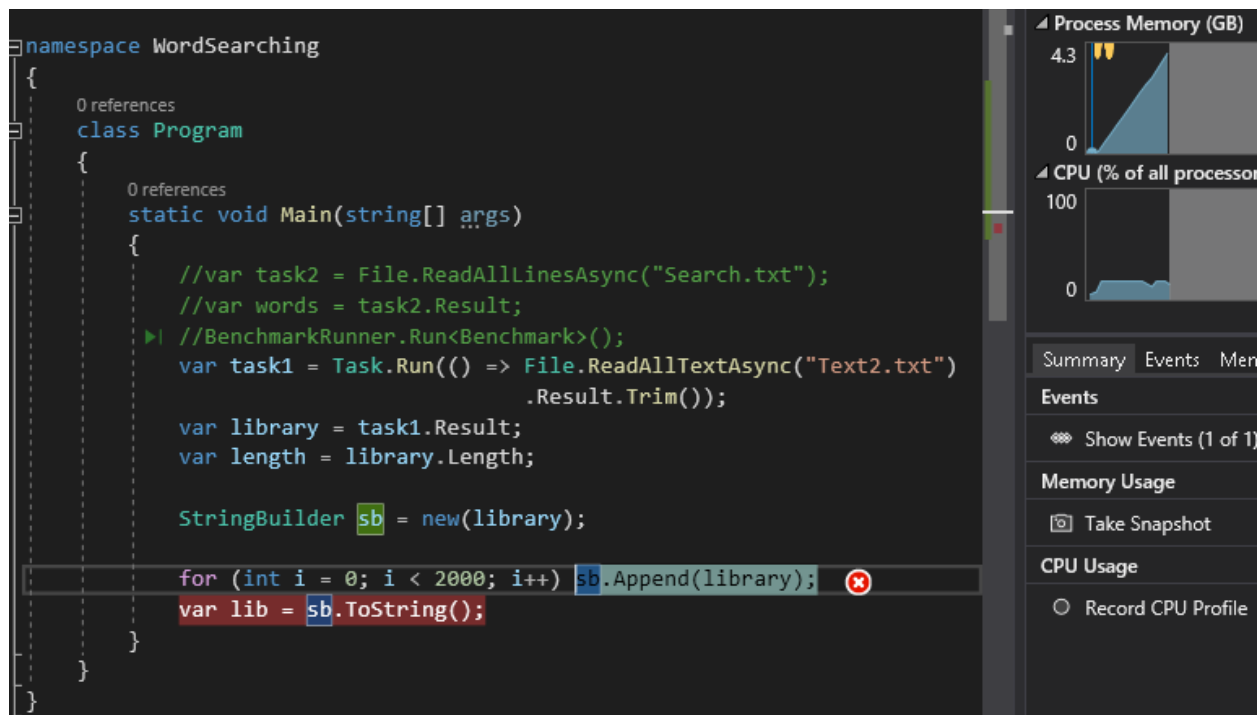 namespace WordSearching
{
0 references
class Program
{
0 references
static void Main(string[] args)
{
//var task2 = File.ReadAllLinesAsync("Search.txt");
//var words = task2.Result;
//BenchmarkRunner.Run<Benchmark>();
var task1 = Task.Run(() => File.ReadAllTextAsync("Text2.txt")
.Result.Trim());
var library = task1.Result;
var length = library.Length;
StringBuilder sb = new(library);
for (int i = 0; i < 2000; i++) sb.Append(library);
var lib = sb.ToString();
}
}
}
Process Memory (GB)
4.3
0
CPU (% of all processor
100
0
Summary Events Men
Events
Show Events (1 of 1)
Memory Usage
Take Snapshot
CPU Usage
Record CPU Profile